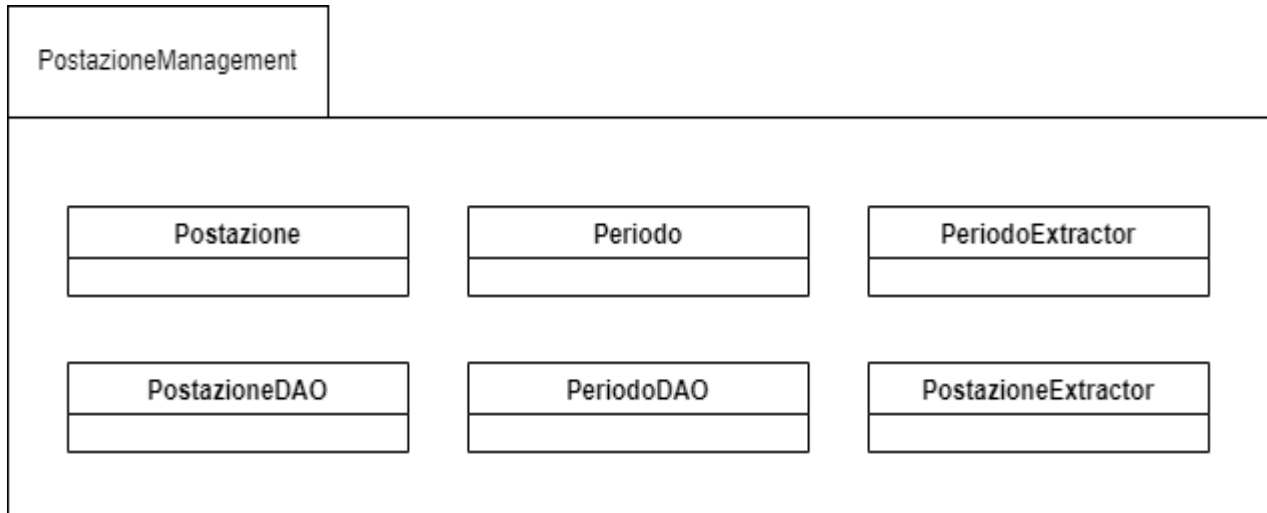 PostazioneManagement
Postazione
Periodo
PeriodoExtractor
PostazioneDAO
PeriodoDAO
PostazioneExtractor